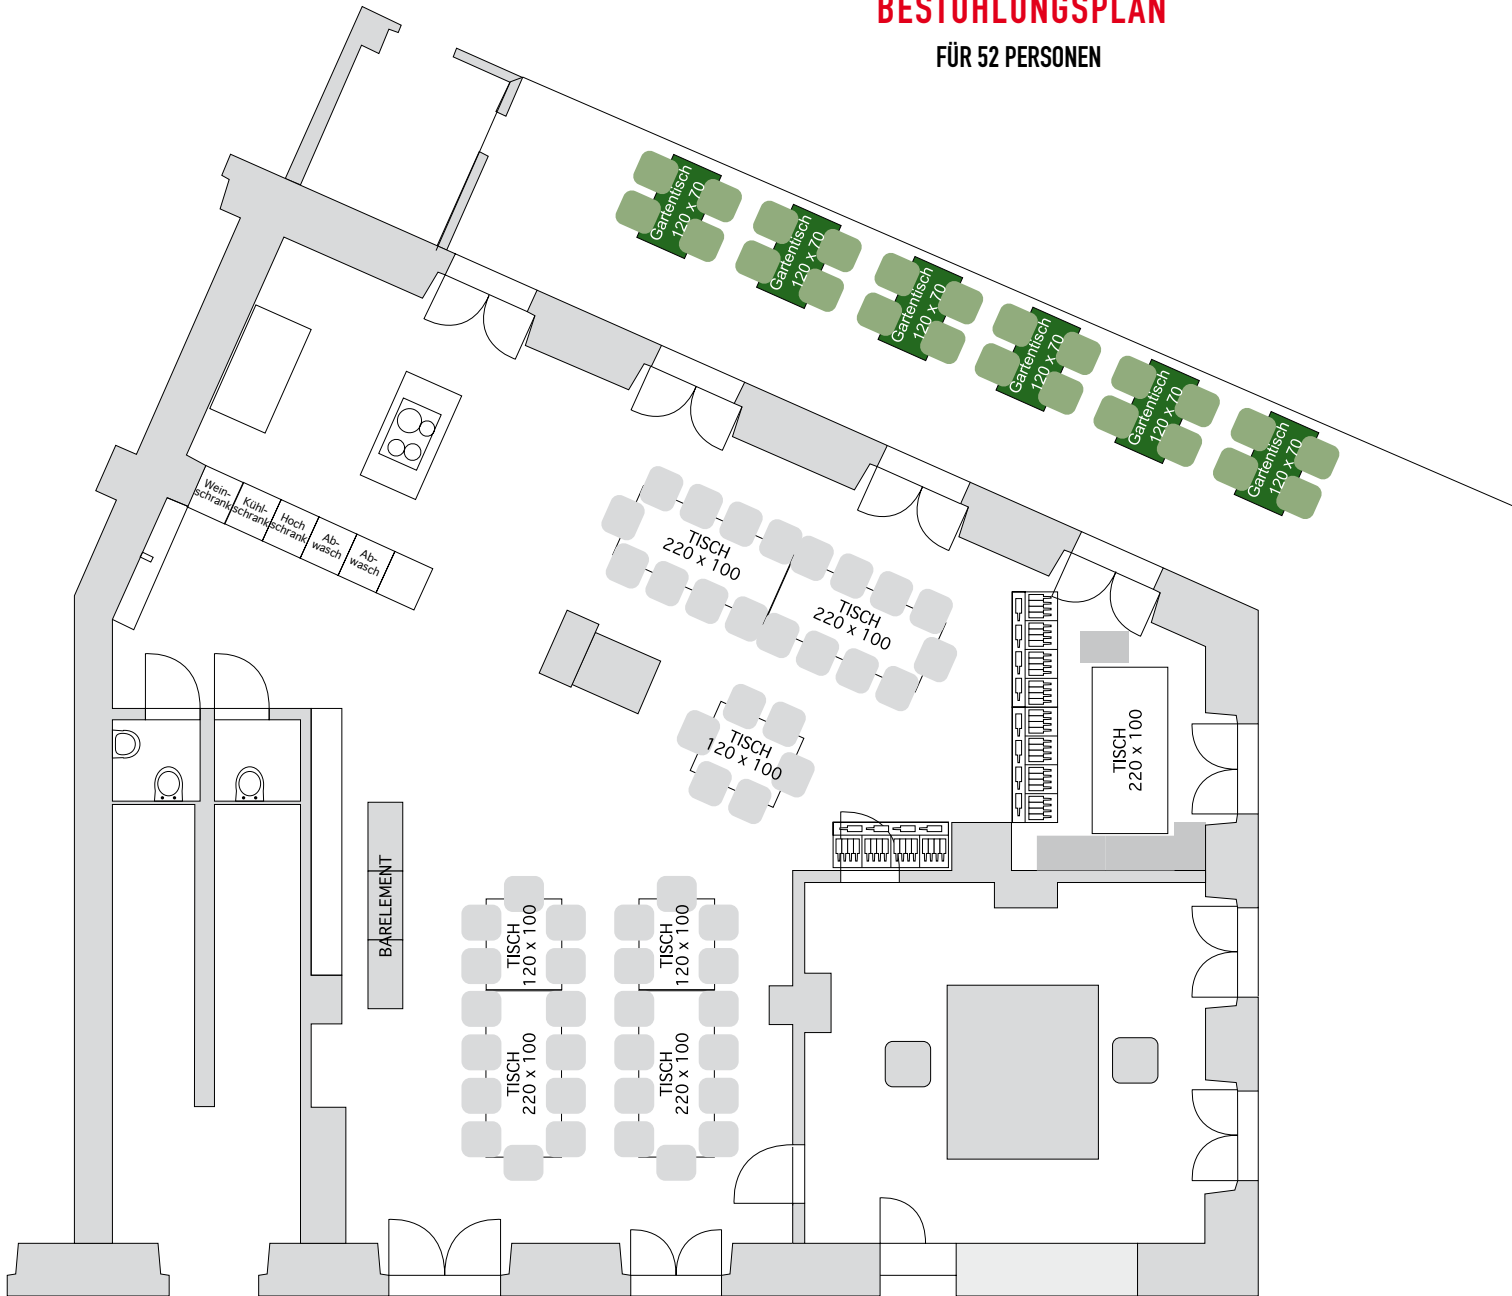 BESTUHLUNGSPLAN
FÜR 52 PERSONEN
Gartentisch
120 x 70
Gartentisch
120 x 70
Gartentisch
120 x 70
Gartentisch
120 x 70
Gartentisch
120 x 70
Gartentisch
120 x 70
Wein-
schrank
Kühl-
schrank
Hoch
schrank
Ab-
wasch
Ab-
wasch
TISCH
220 x 100
TISCH
220 x 100
TISCH
120 x 100
TISCH
220 x 100
BARELEMENT
TISCH
120 x 100
TISCH
120 x 100
TISCH
220 x 100
TISCH
220 x 100